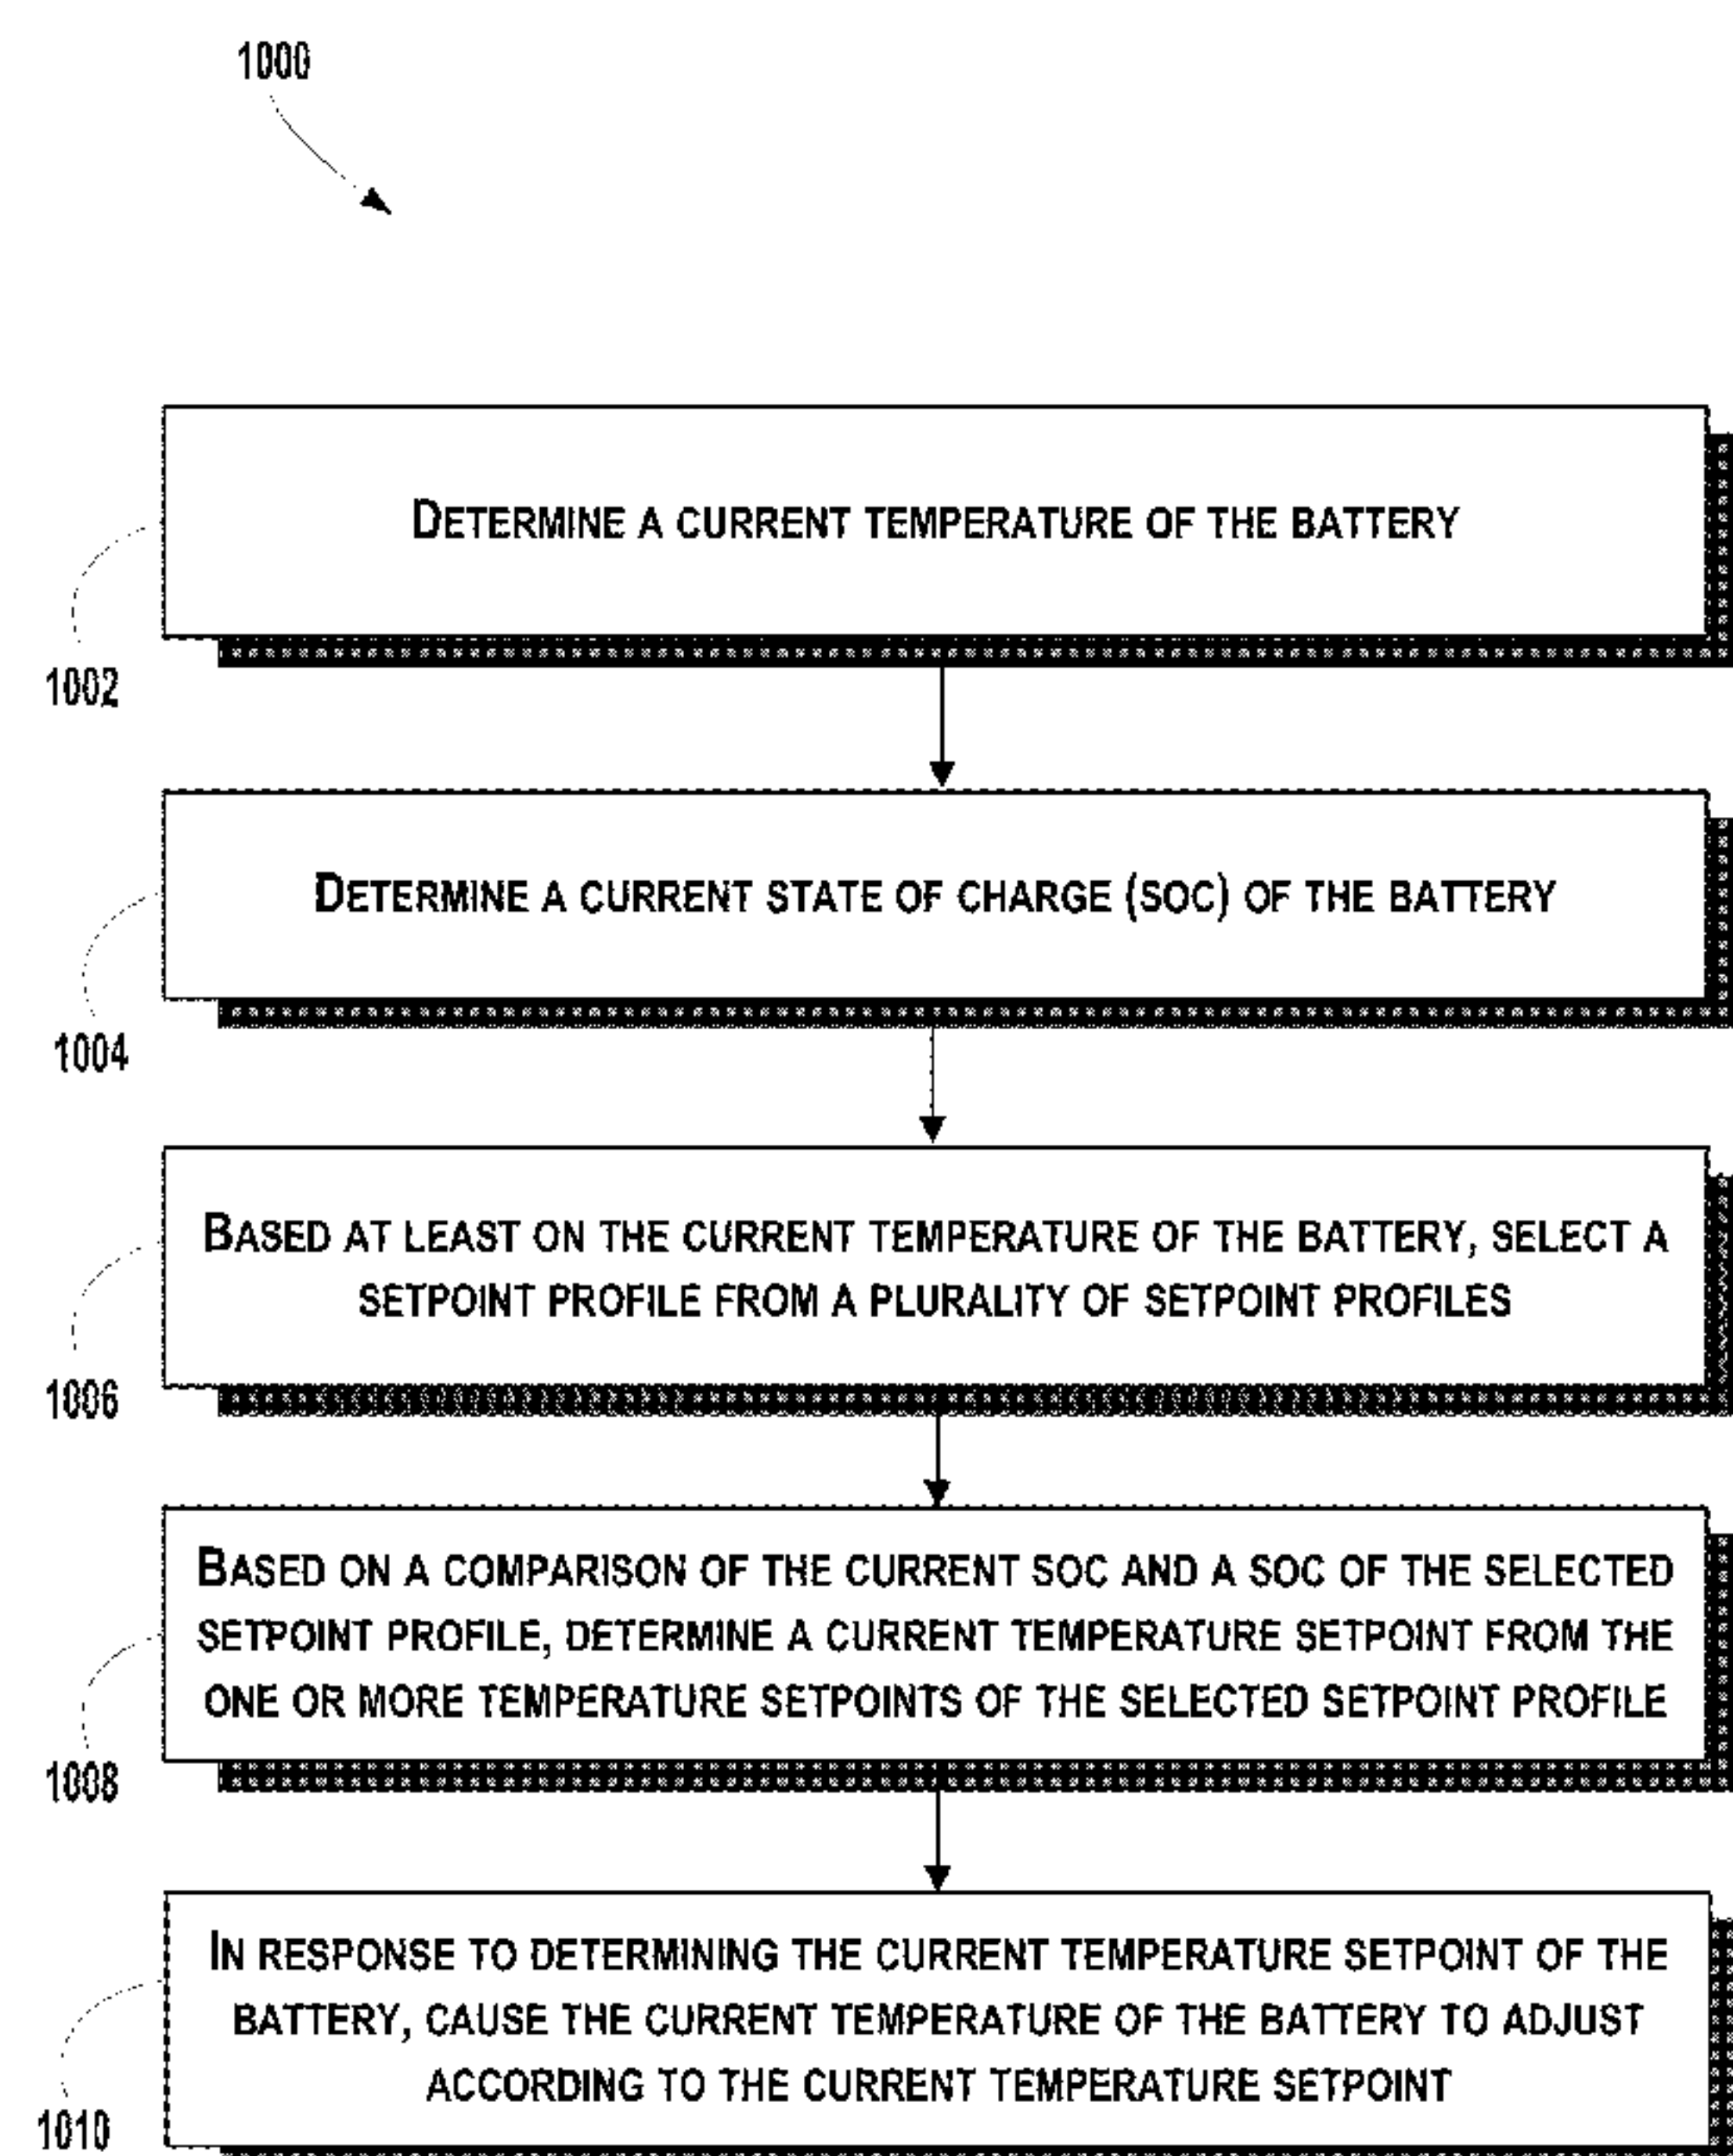 1000
DETERMINE A CURRENT TEMPERATURE OF THE BATTERY
1002
DETERMINE A CURRENT STATE OF CHARGE (SOC) OF THE BATTERY
1004
BASED AT LEAST ON THE CURRENT TEMPERATURE OF THE BATTERY, SELECT A
SETPOINT PROFILE FROM A PLURALITY OF SETPOINT PROFILES
1006
BASED ON A COMPARISON OF THE CURRENT SOC AND A SOC OF THE SELECTED
SETPOINT PROFILE, DETERMINE A CURRENT TEMPERATURE SETPOINT FROM THE
ONE OR MORE TEMPERATURE SETPOINTS OF THE SELECTED SETPOINT PROFILE
1008
IN RESPONSE TO DETERMINING THE CURRENT TEMPERATURE SETPOINT OF THE
BATTERY, CAUSE THE CURRENT TEMPERATURE OF THE BATTERY TO ADJUST
ACCORDING TO THE CURRENT TEMPERATURE SETPOINT
1010